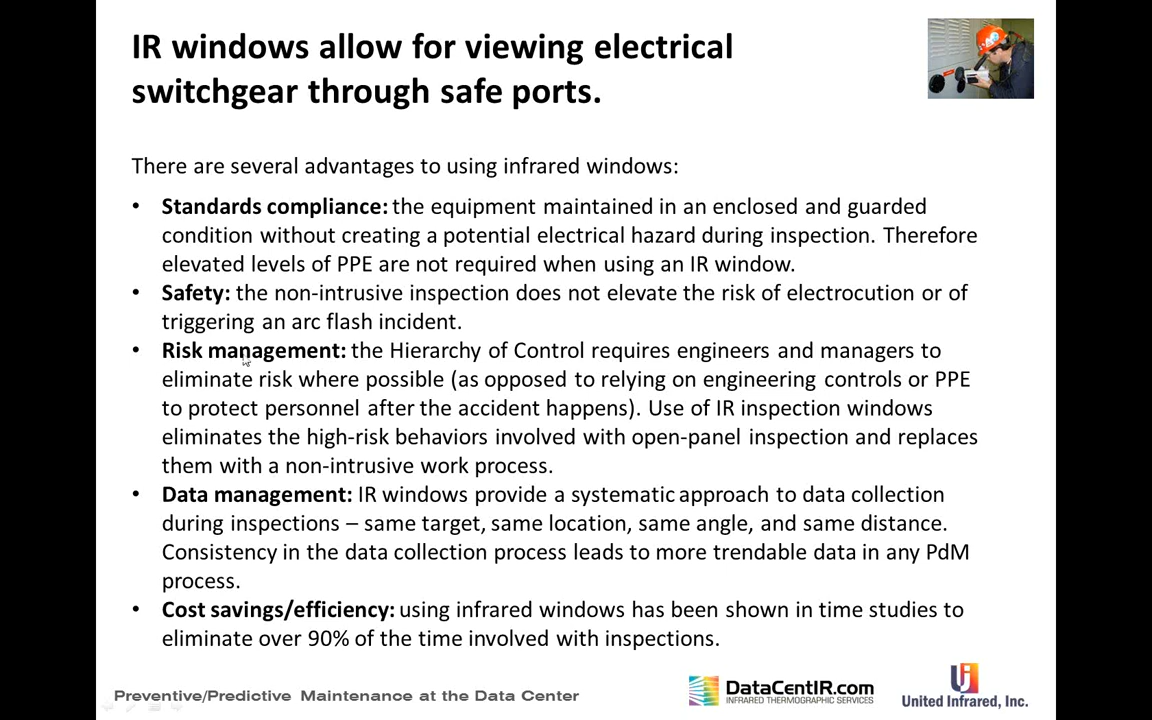 IR windows allow for viewing electrical
switchgear through safe ports.
There are several advantages to using infrared windows:
• Standards compliance: the equipment maintained in an enclosed and guarded
condition without creating a potential electrical hazard during inspection. Therefore
elevated levels of PPE are not required when using an IR window.
• Safety: the non-intrusive inspection does not elevate the risk of electrocution or of
triggering an arc flash incident.
• Risk management: the Hierarchy of Control requires engineers and managers to
eliminate risk where possible (as opposed to relying on engineering controls or PPE
to protect personnel after the accident happens). Use of IR inspection windows
eliminates the high-risk behaviors involved with open-panel inspection and replaces
them with a non-intrusive work process.
• Data management: IR windows provide a systematic approach to data collection
during inspections – same target, same location, same angle, and same distance.
Consistency in the data collection process leads to more trendable data in any PdM
process.
• Cost savings/efficiency: using infrared windows has been shown in time studies to
eliminate over 90% of the time involved with inspections.
Preventive/Predictive Maintenance at the Data Center
DataCentIR.com
INFRARED THERMOGRAPHIC SERVICES
United Infrared, Inc.